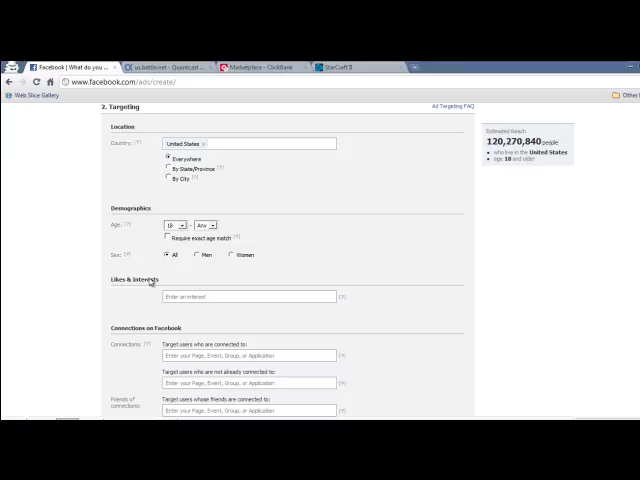 Facebook | What do you ...
us.battle.net - Quantcast
Marketplace - ClickBank
StarCraft II
www.facebook.com/ads/create/
Web Slice Gallery
Other
2. Targeting
Ad Targeting FAQ
Location
Country: [?]
United States x
Everywhere
By State/Province [?]
By City [?]
Estimated Reach
120,270,840 people
who live in the United States
age 18 and older
Demographics
Age: [?]
18 - Any
Require exact age match [?]
Sex: [?]
All
Men
Women
Likes & Interests
Enter an interest [?]
Connections on Facebook
Connections: [?]
Target users who are connected to:
Enter your Page, Event, Group, or Application [?]
Target users who are not already connected to:
Enter your Page, Event, Group, or Application [?]
Friends of connections:
Target users whose friends are connected to:
Enter your Page, Event, Group, or Application [?]